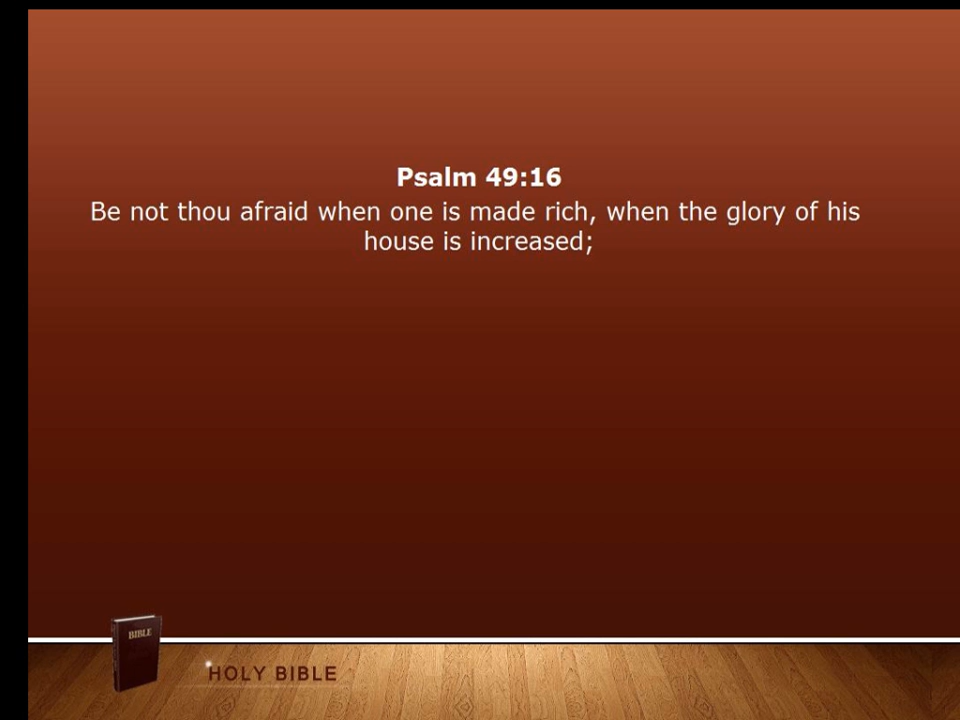 Psalm 49:16
Be not thou afraid when one is made rich, when the glory of his
house is increased;
BIBLE
HOLY BIBLE